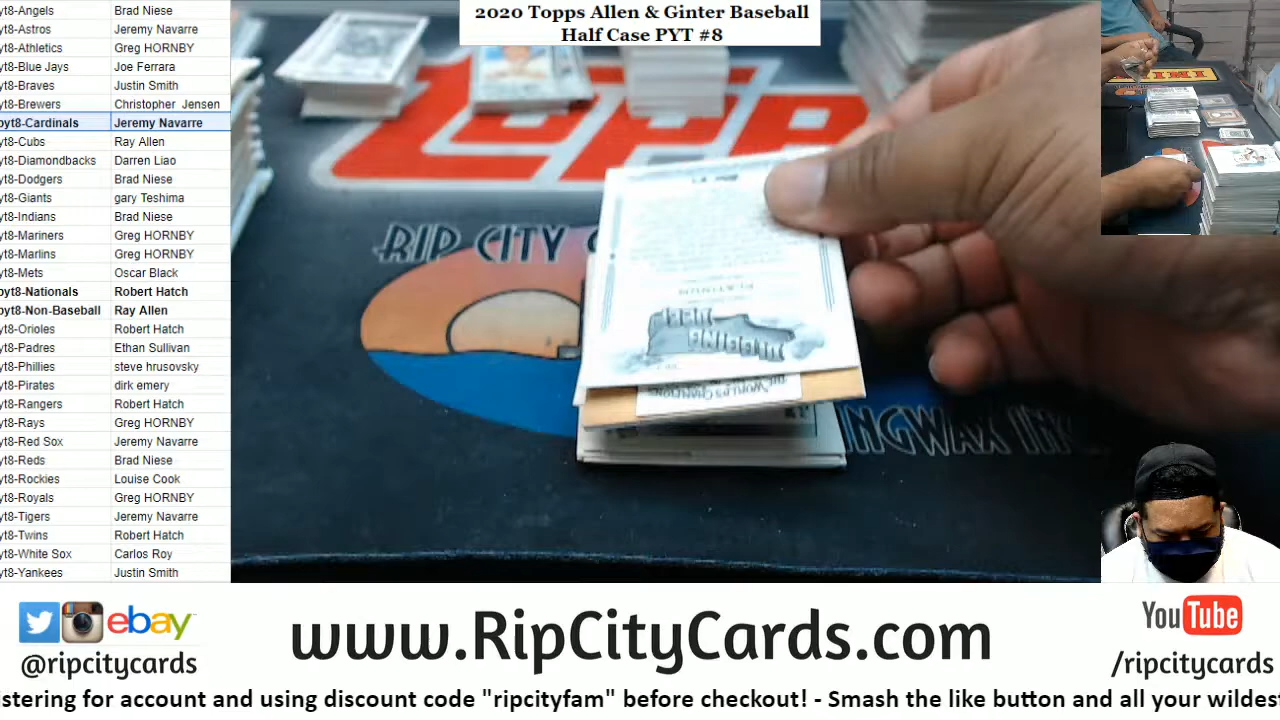 2020 Topps Allen & Ginter Baseball
Half Case PYT #8
yt8-Angels Brad Niese
yt8-Astros Jeremy Navarre
yt8-Athletics Greg HORNBY
yt8-Blue Jays Joe Ferrara
yt8-Braves Justin Smith
yt8-Brewers Christopher Jensen
pyt8-Cardinals Jeremy Navarre
yt8-Cubs Ray Allen
yt8-Diamondbacks Darren Liao
yt8-Dodgers Brad Niese
yt8-Giants gary Teshima
yt8-Indians Brad Niese
yt8-Mariners Greg HORNBY
yt8-Marlins Greg HORNBY
yt8-Mets Oscar Black
pyt8-Nationals Robert Hatch
pyt8-Non-Baseball Ray Allen
yt8-Orioles Robert Hatch
yt8-Padres Ethan Sullivan
yt8-Phillies steve hrusovsky
yt8-Pirates dirk emery
yt8-Rangers Robert Hatch
yt8-Rays Greg HORNBY
yt8-Red Sox Jeremy Navarre
yt8-Reds Brad Niese
yt8-Rockies Louise Cook
yt8-Royals Greg HORNBY
yt8-Tigers Jeremy Navarre
yt8-Twins Robert Hatch
yt8-White Sox Carlos Roy
yt8-Yankees Justin Smith
RIP CITY
PLATINUM
THE WORLD'S CHAMPIONS
INGWAX INC
ebay
@ripcitycards
www.RipCityCards.com
YouTube
/ripcitycards
istering for account and using discount code "ripcityfam" before checkout! - Smash the like button and all your wildes